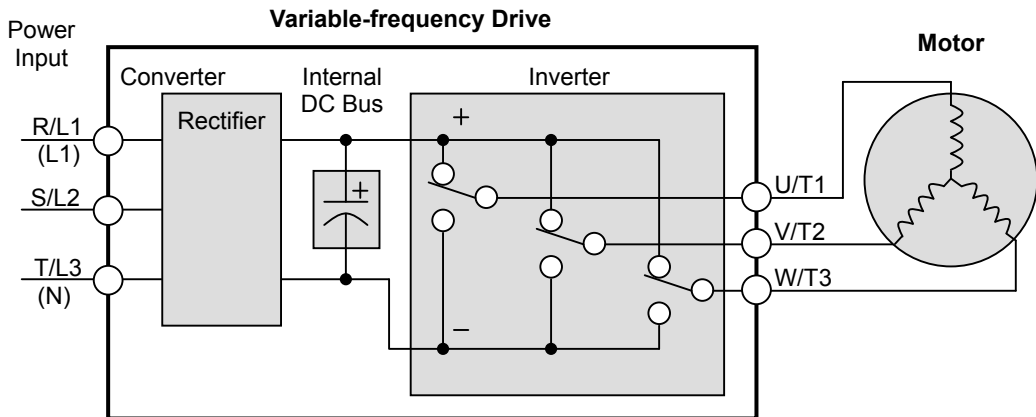 Variable-frequency Drive
Power
Input
Motor
Converter
Internal
DC Bus
Inverter
Rectifier
R/L1
(L1)
S/L2
T/L3
(N)
+
+
−
U/T1
V/T2
W/T3